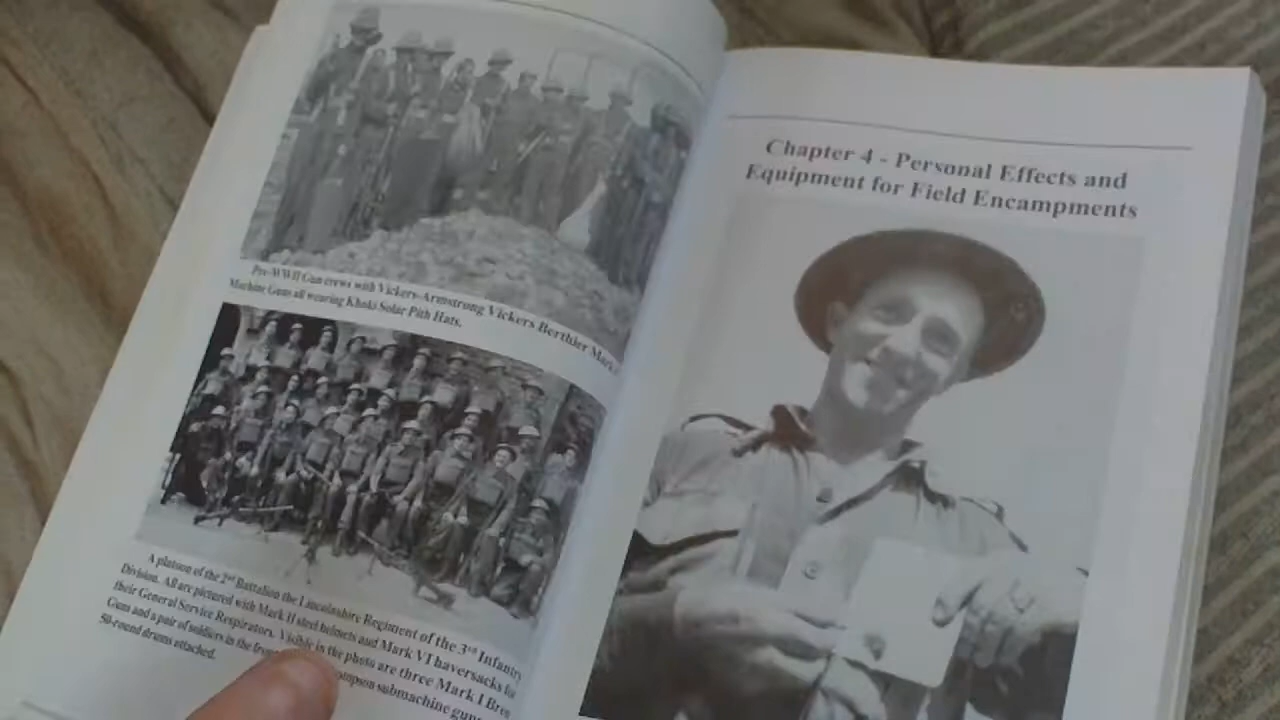 Pre-WWII Gun crews with Vickers-Armstrong Vickers Berthier Mark
Machine Guns all wearing Khaki Solar Pith Hats.
A platoon of the 2nd Battalion the Lancolnshire Regiment of the 3rd Infantry
Division. All are pictured with Mark II steel helmets and Mark VI haversacks for
their General Service Respirators. Visible in the photo are three Mark I Bren
Guns and a pair of soldiers in the submachine guns
50-round drums attached.
Chapter 4 - Personal Effects and
Equipment for Field Encampments